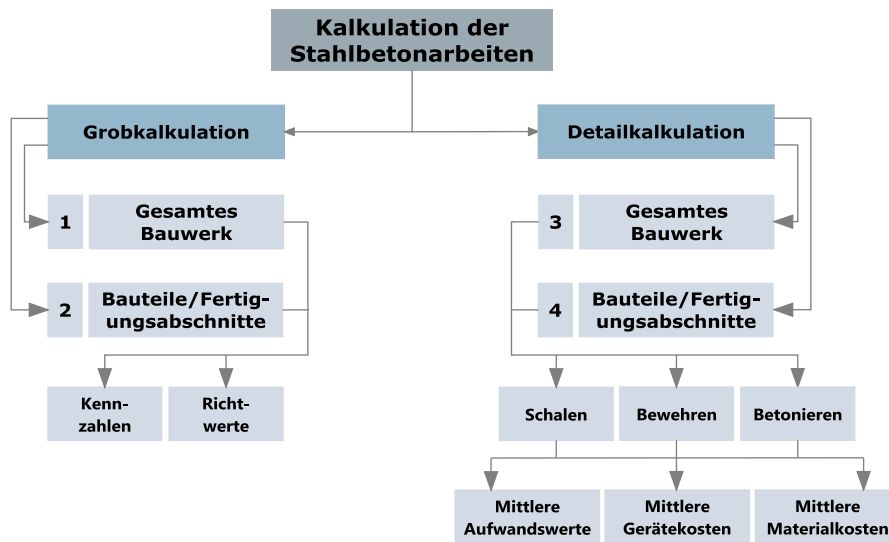 Kalkulation der
Stahlbetonarbeiten
Grobkalkulation
Detailkalkulation
1
Gesamtes
Bauwerk
3
Gesamtes
Bauwerk
2
Bauteile/Fertig-
ungsabschnitte
4
Bauteile/Fertig-
ungsabschnitte
Kenn-
zahlen
Richt-
werte
Schalen
Bewehren
Betonieren
Mittlere
Aufwandswerte
Mittlere
Gerätekosten
Mittlere
Materialkosten